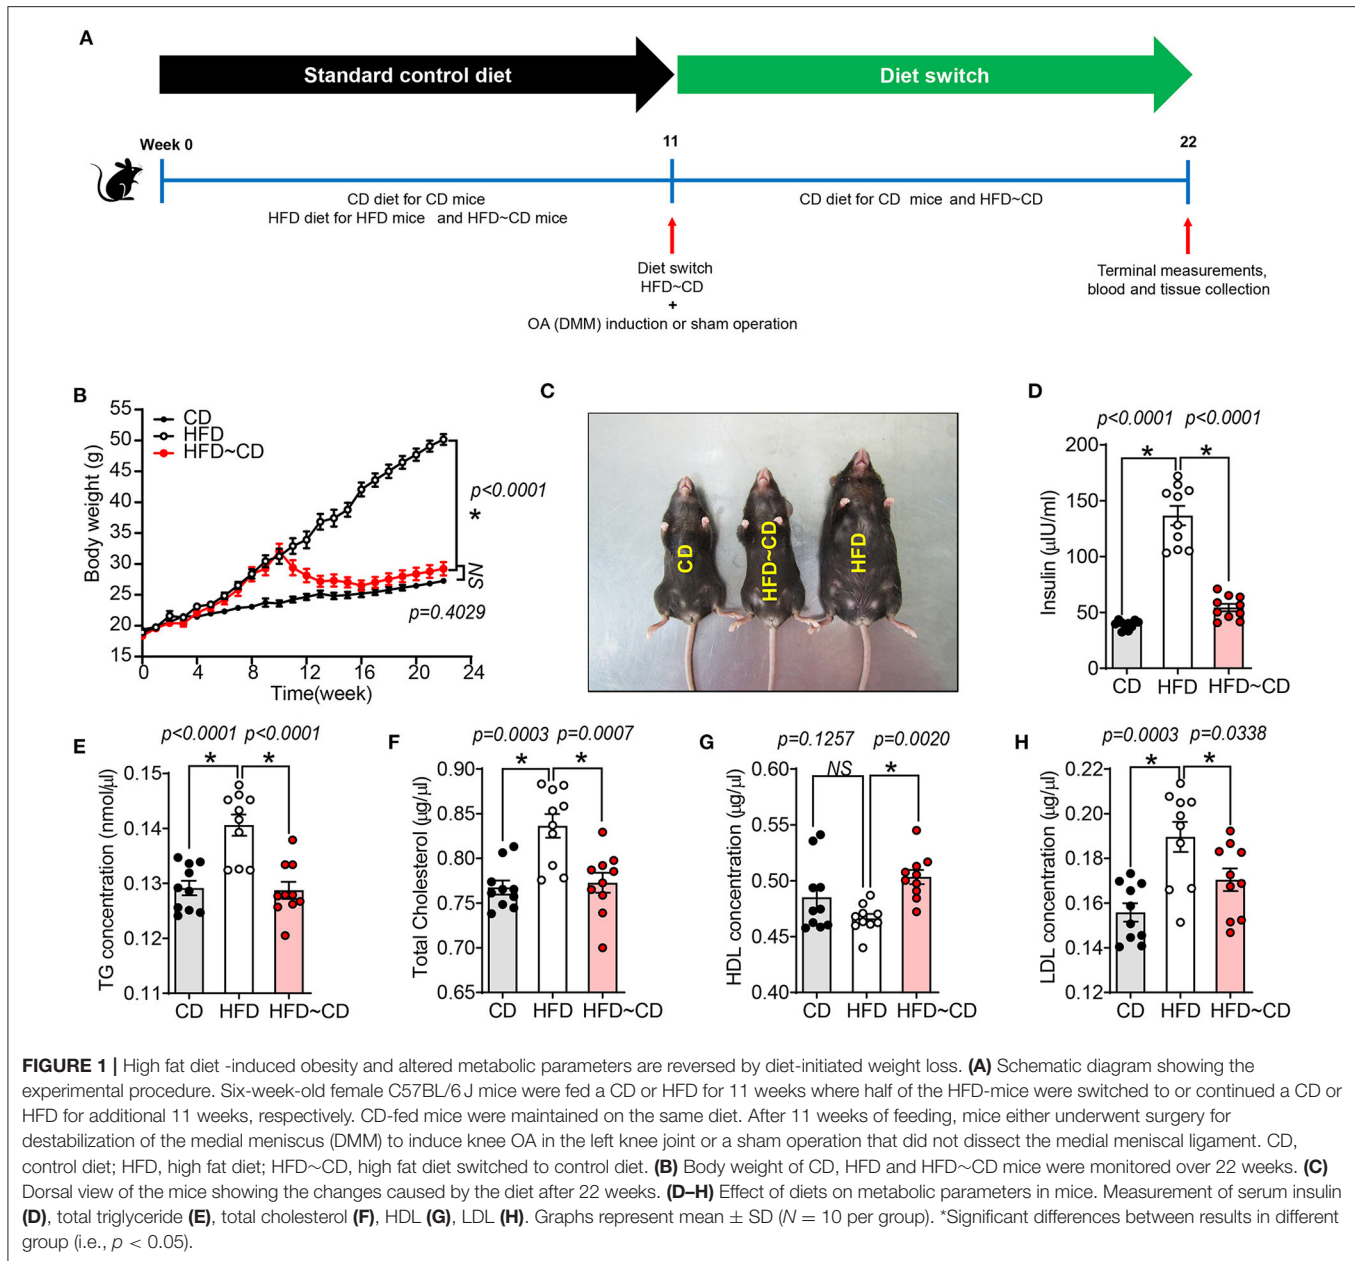 A
Standard control diet
Diet switch
Week 0
11
22
CD diet for CD mice
HFD diet for HFD mice and HFD~CD mice
CD diet for CD mice and HFD~CD
Diet switch
HFD~CD
+
OA (DMM) induction or sham operation
Terminal measurements,
blood and tissue collection
B
CD
HFD
HFD~CD
Body weight (g)
55
50
45
40
35
30
25
20
15
0
4
8
12
16
20
24
Time(week)
p<0.0001
*
NS
p=0.4029
C
CD
HFD~CD
HFD
D
p<0.0001 p<0.0001
* *
Insulin (µIU/ml)
200
150
100
50
0
CD HFD HFD~CD
E
p<0.0001 p<0.0001
* *
TG concentration (nmol/µl)
0.15
0.14
0.13
0.12
0.11
CD HFD HFD~CD
F
p=0.0003 p=0.0007
* *
Total Cholesterol (µg/µl)
0.90
0.85
0.80
0.75
0.70
0.65
CD HFD HFD~CD
G
p=0.1257 p=0.0020
NS *
HDL concentration (µg/µl)
0.60
0.55
0.50
0.45
0.40
CD HFD HFD~CD
H
p=0.0003 p=0.0338
* *
LDL concentration (µg/µl)
0.22
0.20
0.18
0.16
0.14
0.12
CD HFD HFD~CD
FIGURE 1 | High fat diet -induced obesity and altered metabolic parameters are reversed by diet-initiated weight loss. (A) Schematic diagram showing the
experimental procedure. Six-week-old female C57BL/6 J mice were fed a CD or HFD for 11 weeks where half of the HFD-mice were switched to or continued a CD or
HFD for additional 11 weeks, respectively. CD-fed mice were maintained on the same diet. After 11 weeks of feeding, mice either underwent surgery for
destabilization of the medial meniscus (DMM) to induce knee OA in the left knee joint or a sham operation that did not dissect the medial meniscal ligament. CD,
control diet; HFD, high fat diet; HFD~CD, high fat diet switched to control diet. (B) Body weight of CD, HFD and HFD~CD mice were monitored over 22 weeks. (C)
Dorsal view of the mice showing the changes caused by the diet after 22 weeks. (D–H) Effect of diets on metabolic parameters in mice. Measurement of serum insulin
(D), total triglyceride (E), total cholesterol (F), HDL (G), LDL (H). Graphs represent mean ± SD (N = 10 per group). *Significant differences between results in different
group (i.e., p < 0.05).